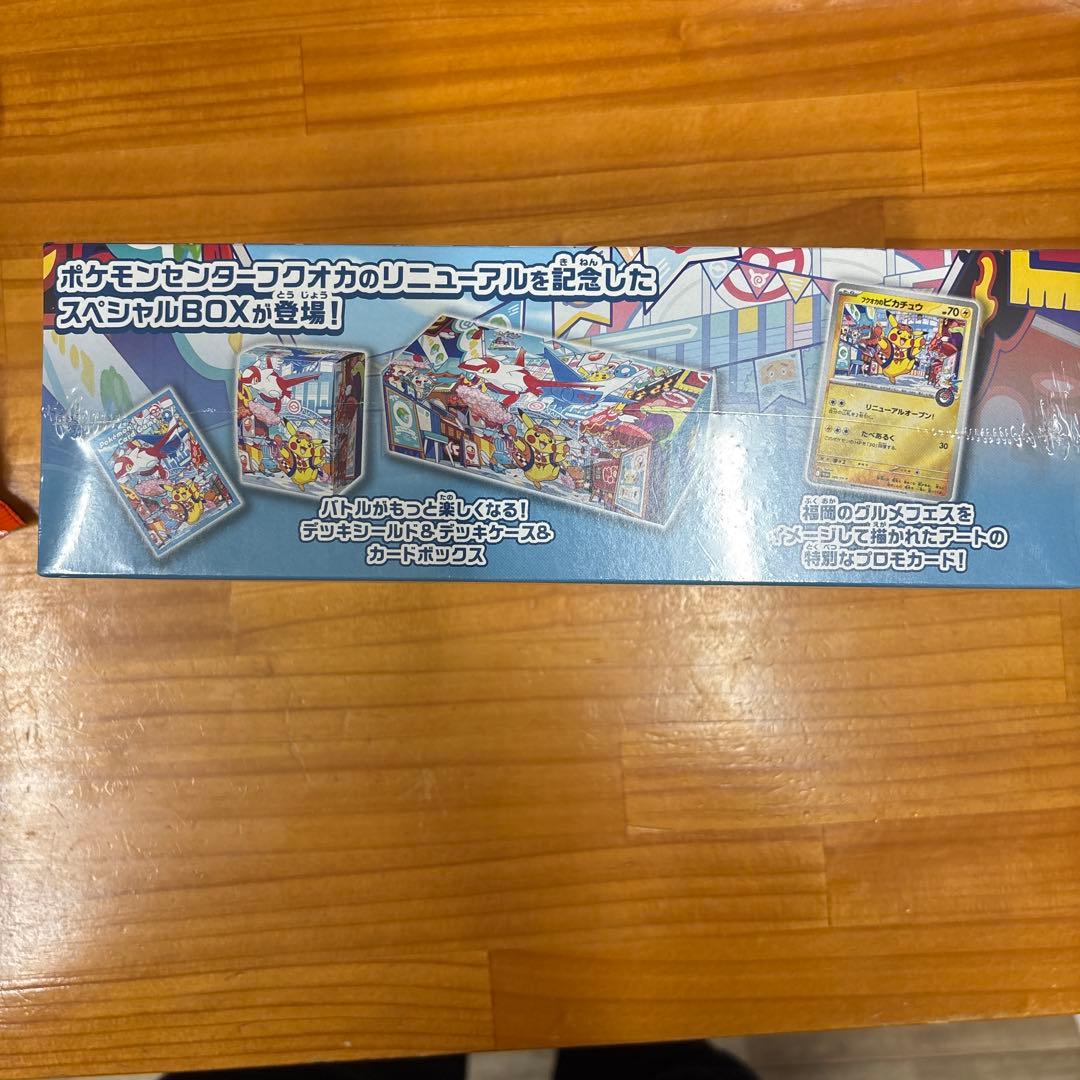 ポケモンセンターフクオカのリニューアルを記念した
スペシャルBOXが登場!
Pokémon
Card Game
バトルがもっと楽しくなる!
デッキシールド&デッキケース&
カードボックス
フクオカのピカチュウ
HP70
リニューアルオープン!
たべあるく
30
福岡のグルメフェスを
イメージして描かれたアートの
特別なプロモカード!